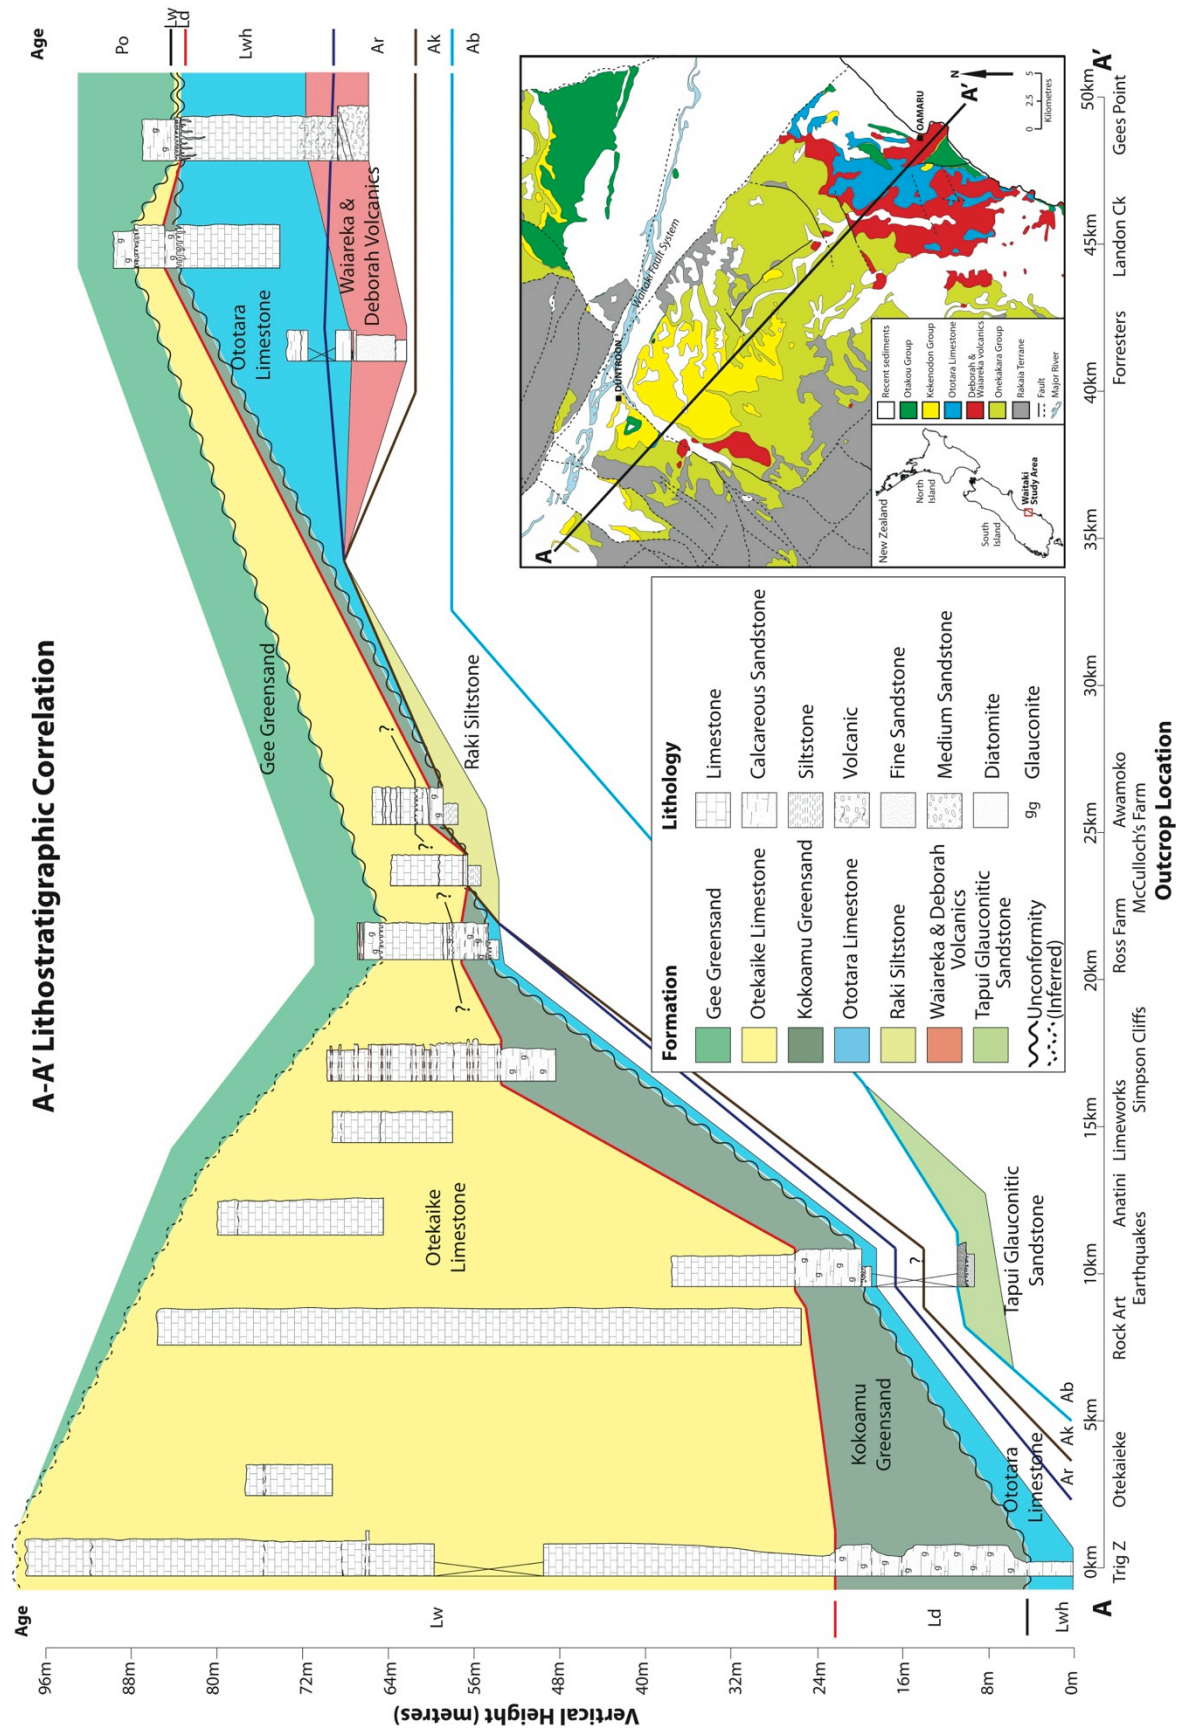 A-A' Lithostratigraphic Correlation
Age
Po
Lw
Ld
Lwh
Ar
Ak
Ab
Gee Greensand
Otekaike
Limestone
Kokoamu
Greensand
Ototara
Limestone
Ototara
Limestone
Waiareka &
Deborah Volcanics
Raki Siltstone
Tapui Glauconitic
Sandstone
?
?
?
?
?
Ar
Ak
Ab
Age
Lw
Ld
Lwh
96m
88m
80m
72m
64m
56m
48m
40m
32m
24m
16m
8m
0m
Vertical Height (metres)
A
A'
0km
5km
10km
15km
20km
25km
30km
35km
40km
45km
50km
Trig Z
Otekaieke
Rock Art
Earthquakes
Anatini
Limeworks
Simpson Cliffs
Ross Farm
McCulloch's Farm
Awamoko
Forresters
Landon Ck
Gees Point
Outcrop Location
Formation
Gee Greensand
Otekaike Limestone
Kokoamu Greensand
Ototara Limestone
Raki Siltstone
Waiareka & Deborah
Volcanics
Tapui Glauconitic
Sandstone
Unconformity
(Inferred)
Lithology
Limestone
Calcareous Sandstone
Siltstone
Volcanic
Fine Sandstone
Medium Sandstone
Diatomite
g g Glauconite
A
A'
DUNTROON
Waitaki Fault System
OAMARU
N
0 2.5 5
Kilometres
New Zealand
North
Island
South
Island
Waitaki
Study Area
Recent sediments
Otakou Group
Kekenodon Group
Ototara Limestone
Deborah &
Waiareka volcanics
Onekakara Group
Rakaia Terrane
Fault
Major River